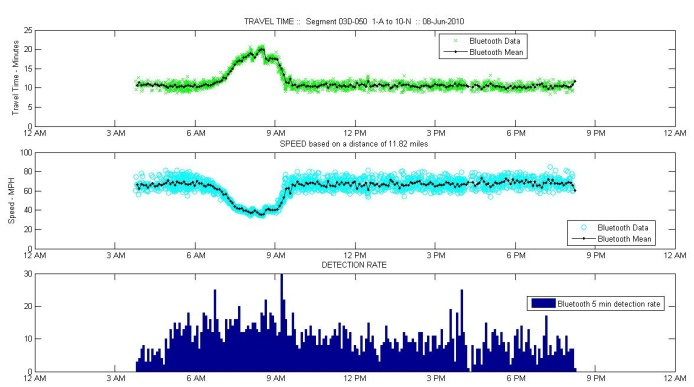 TRAVEL TIME :: Segment 03D-050 1-A to 10-N :: 08-Jun-2010
Travel Time - Minutes
25
20
15
10
5
0
Bluetooth Data
Bluetooth Mean
12 AM 3 AM 6 AM 9 AM 12 PM 3 PM 6 PM 9 PM 12 AM
SPEED based on a distance of 11.82 miles
Speed - MPH
100
80
60
40
20
0
Bluetooth Data
Bluetooth Mean
12 AM 3 AM 6 AM 9 AM 12 PM 3 PM 6 PM 9 PM 12 AM
DETECTION RATE
30
20
10
0
Bluetooth 5 min detection rate
12 AM 3 AM 6 AM 9 AM 12 PM 3 PM 6 PM 9 PM 12 AM